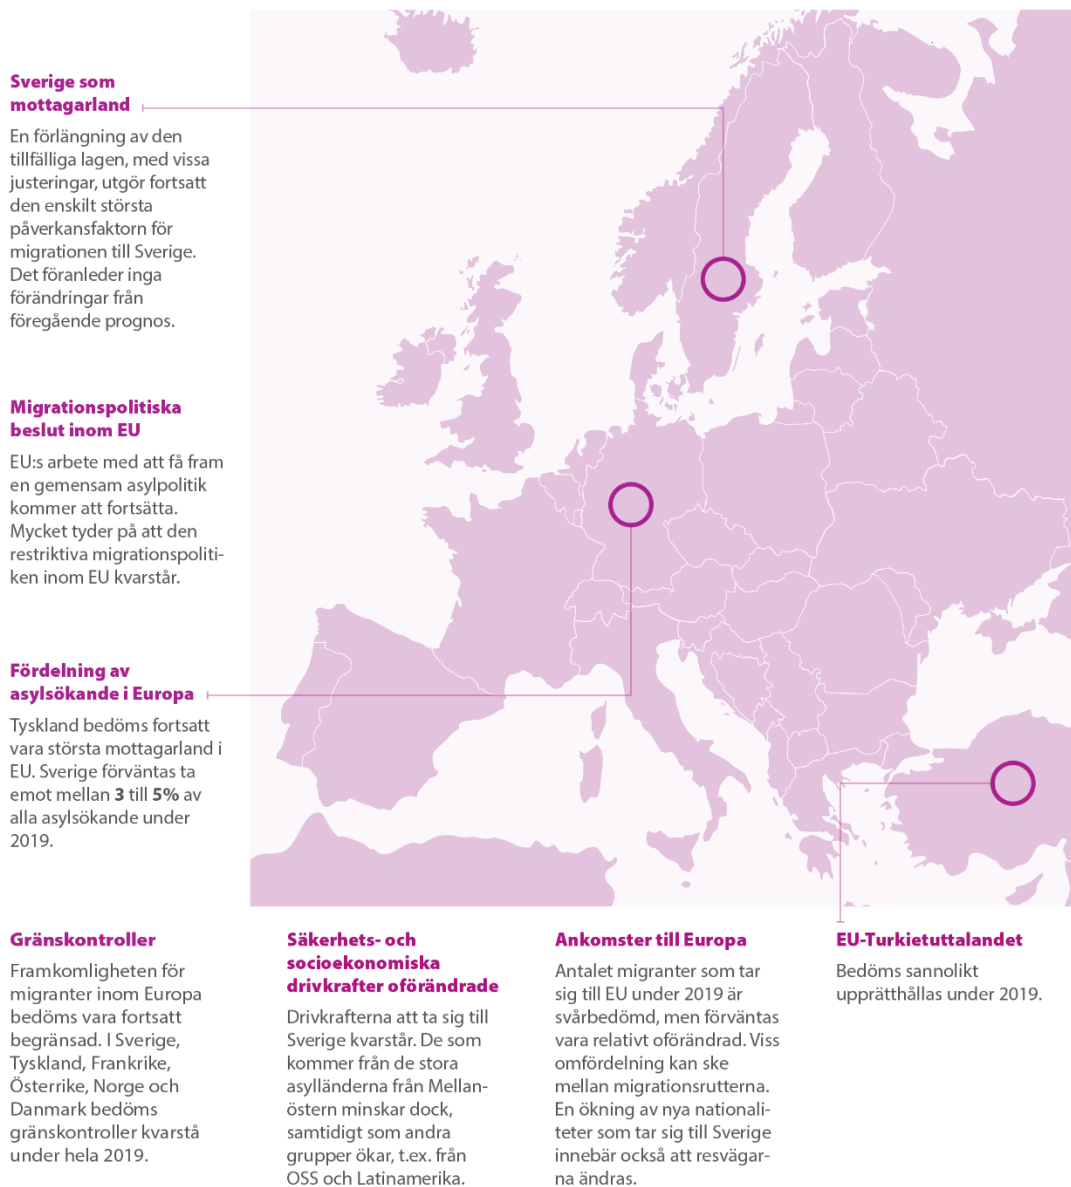 Sverige som
mottagarland
En förlängning av den
tillfälliga lagen, med vissa
justeringar, utgör fortsatt
den enskilt största
påverkansfaktorn för
migrationen till Sverige.
Det föranleder inga
förändringar från
föregående prognos.
Migrationspolitiska
beslut inom EU
EU:s arbete med att få fram
en gemensam asylpolitik
kommer att fortsätta.
Mycket tyder på att den
restriktiva migrationspoliti-
ken inom EU kvarstår.
Fördelning av
asylsökande i Europa
Tyskland bedöms fortsatt
vara största mottagarland i
EU. Sverige förväntas ta
emot mellan 3 till 5% av
alla asylsökande under
2019.
Gränskontroller
Framkomligheten för
migranter inom Europa
bedöms vara fortsatt
begränsad. I Sverige,
Tyskland, Frankrike,
Österrike, Norge och
Danmark bedöms
gränskontroller kvarstå
under hela 2019.
Säkerhets- och
socioekonomiska
drivkrafter oförändrade
Drivkrafterna att ta sig till
Sverige kvarstår. De som
kommer från de stora
asylländerna från Mellan-
östern minskar dock,
samtidigt som andra
grupper ökar, t.ex. från
OSS och Latinamerika.
Ankomster till Europa
Antalet migranter som tar
sig till EU under 2019 är
svårbedömd, men förväntas
vara relativt oförändrad. Viss
omfördelning kan ske
mellan migrationsrutterna.
En ökning av nya nationali-
teter som tar sig till Sverige
innebär också att resvägar-
na ändras.
EU-Turkietuttalandet
Bedöms sannolikt
upprätthållas under 2019.